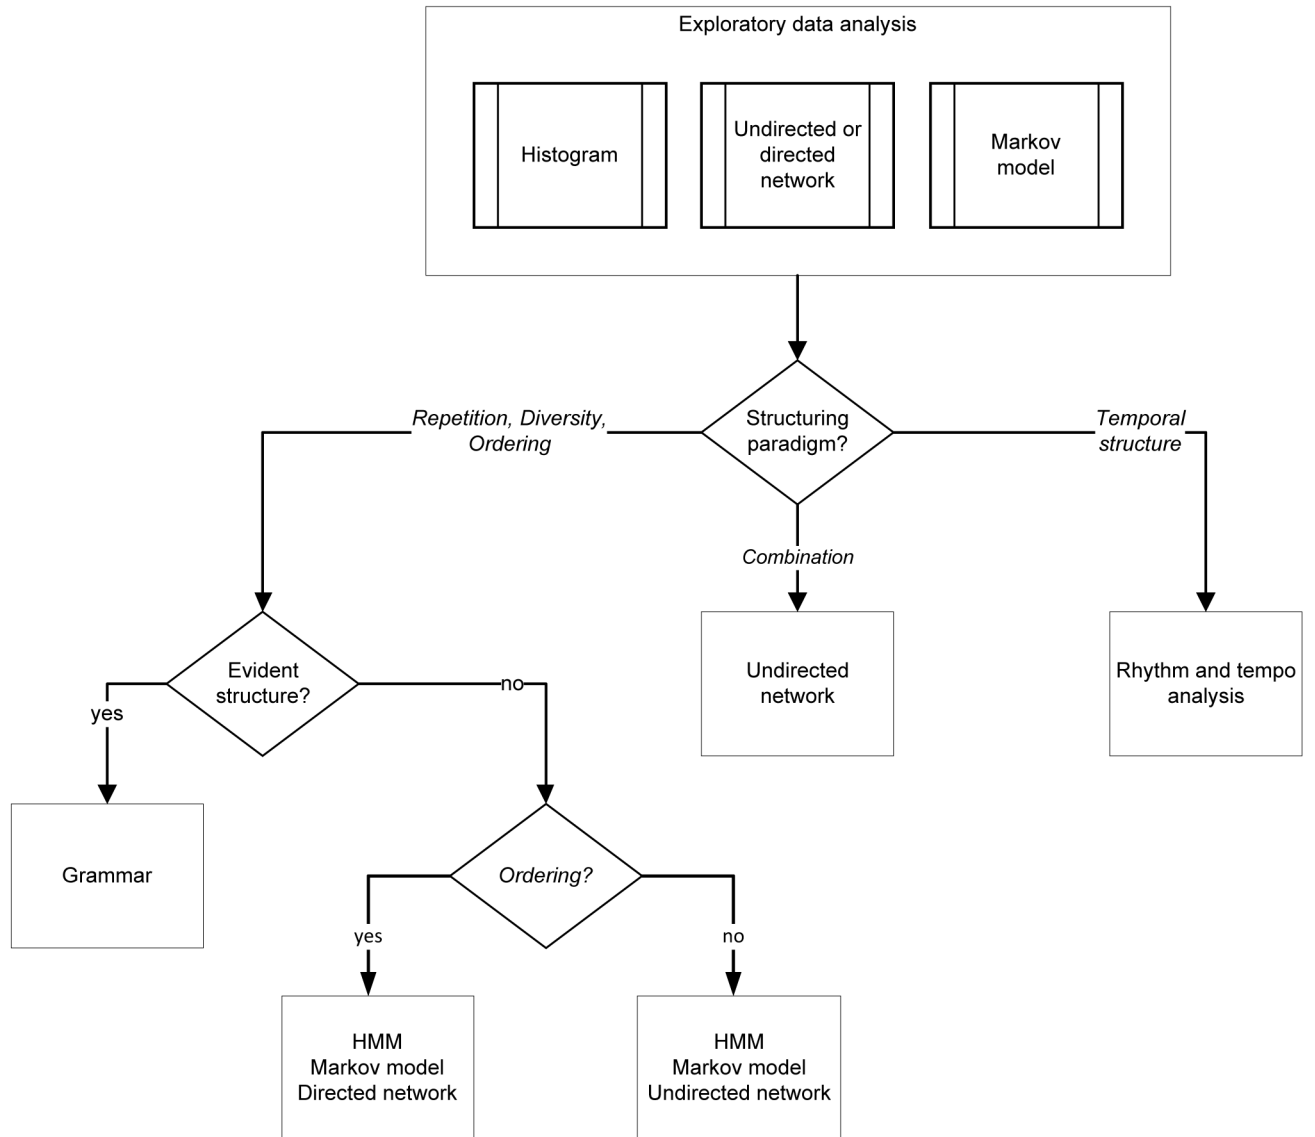 Exploratory data analysis
Histogram
Undirected or
directed
network
Markov
model
Structuring
paradigm?
Repetition, Diversity,
Ordering
Temporal
structure
Combination
Evident
structure?
Undirected
network
Rhythm and tempo
analysis
yes
no
Grammar
Ordering?
yes
no
HMM
Markov model
Directed network
HMM
Markov model
Undirected network